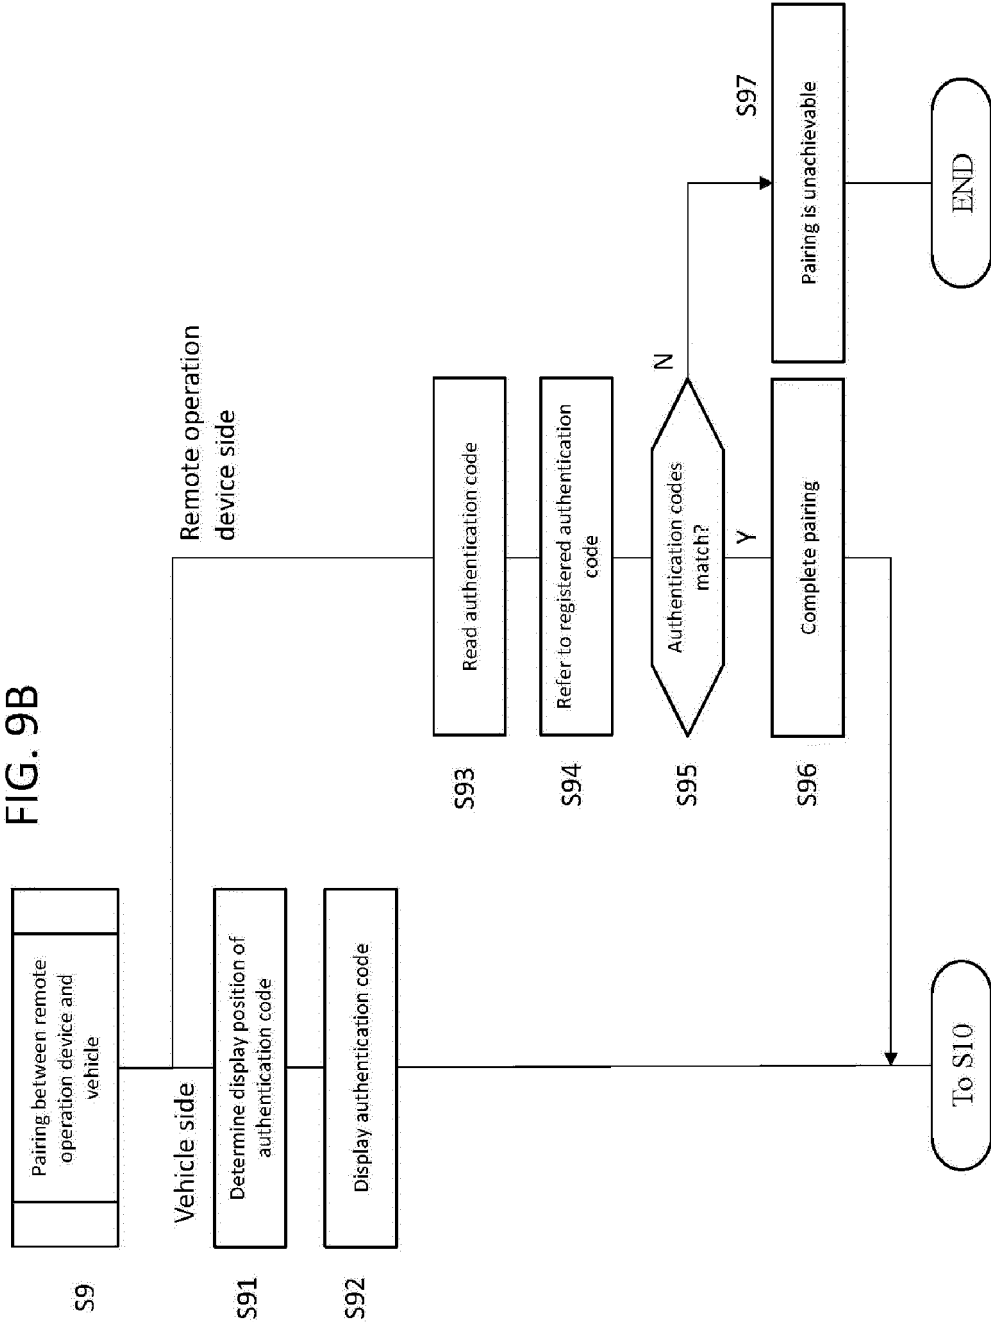 FIG. 9B
S9
Pairing between remote
operation device and
vehicle
Vehicle side
Remote operation
device side
S91
Determine display position of
authentication code
S92
Display authentication code
S93
Read authentication code
S94
Refer to registered authentication
code
S95
Authentication codes
match?
N
Y
S96
Complete pairing
S97
Pairing is unachievable
To S10
END